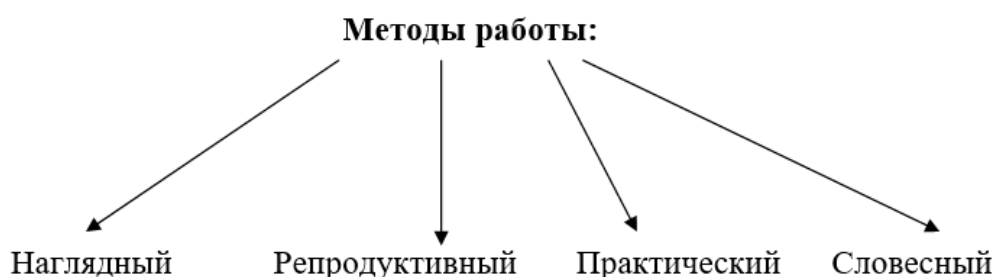 Методы работы:
Наглядный Репродуктивный Практический Словесный